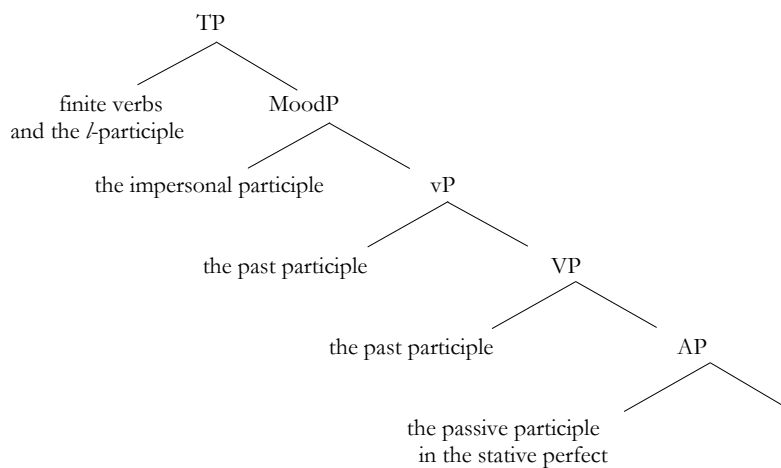 TP
finite verbs
and the l-participle
MoodP
the impersonal participle
vP
the past participle
VP
the past participle
AP
the passive participle
in the stative perfect